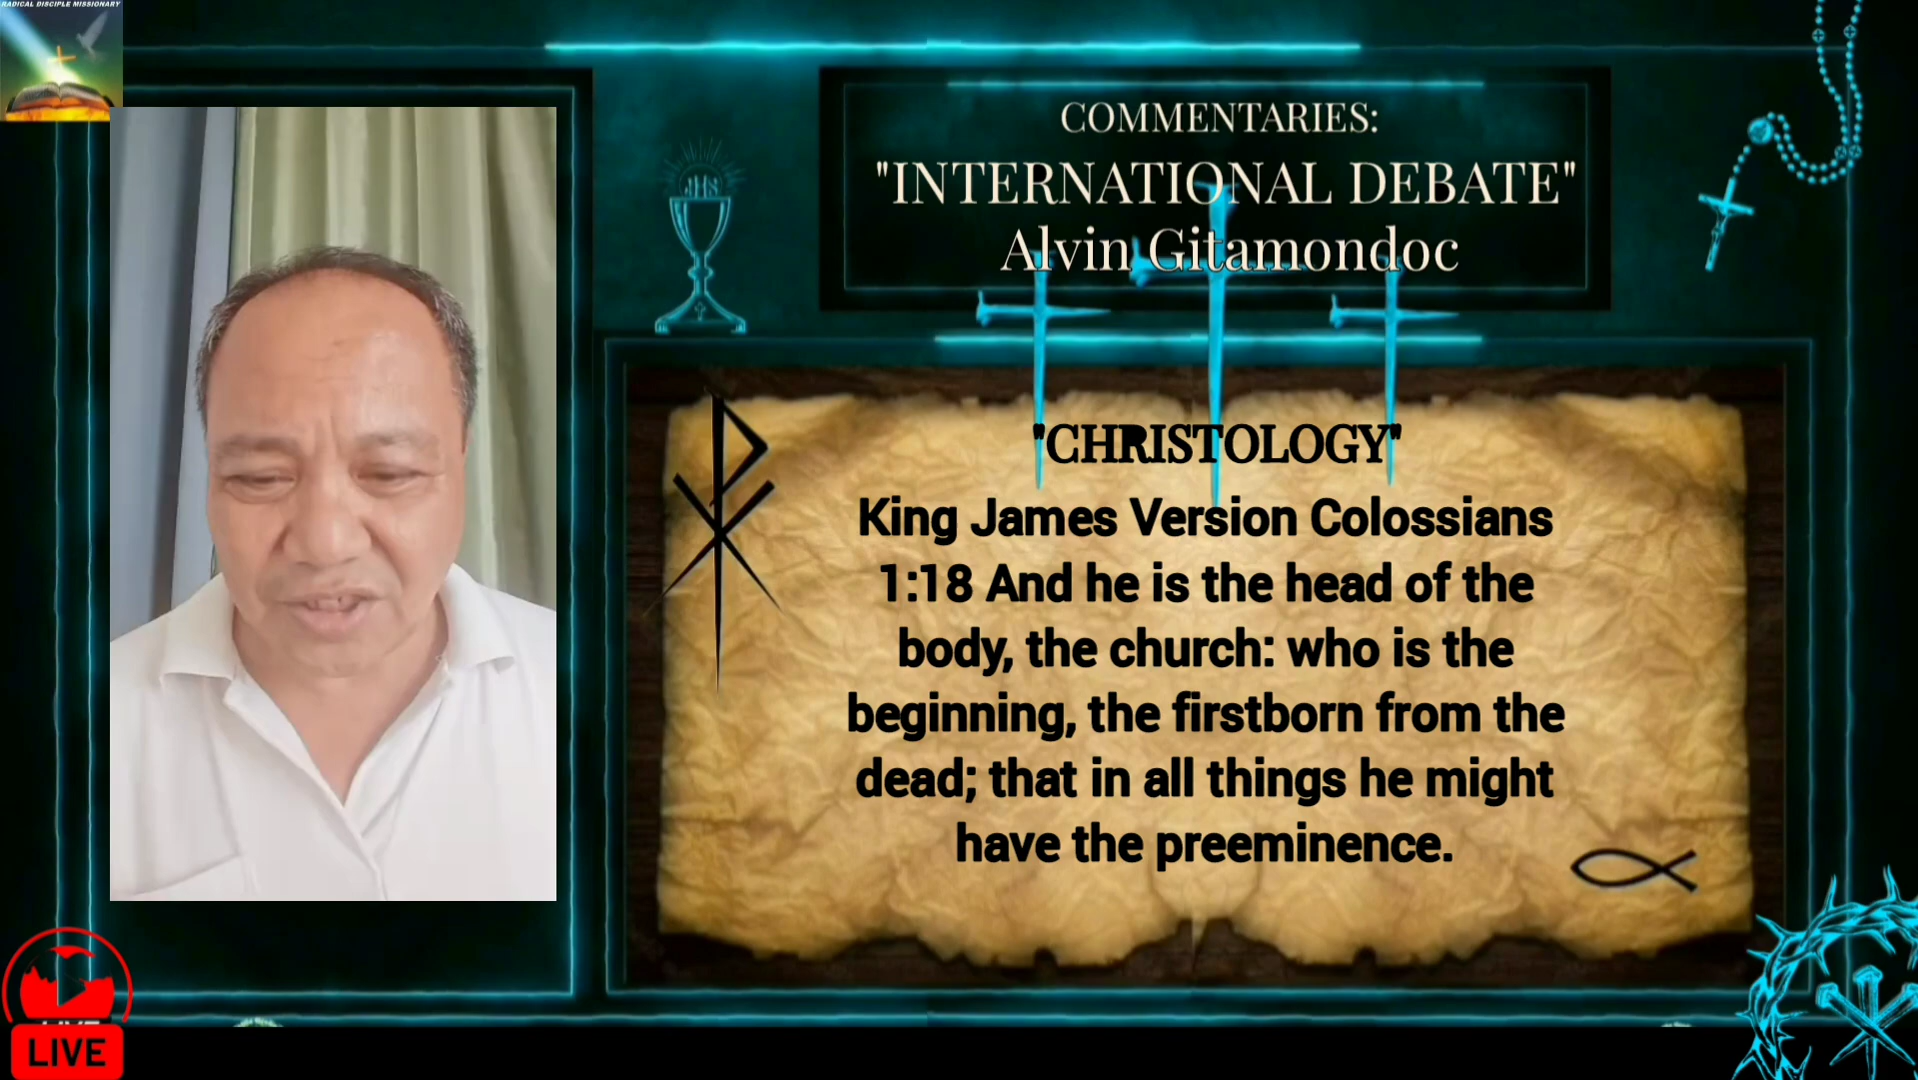 RADICAL DISCIPLE MISSIONARY
COMMENTARIES:
"INTERNATIONAL DEBATE"
Alvin Gitamondoc
JHS
"CHRISTOLOGY"
King James Version Colossians
1:18 And he is the head of the
body, the church: who is the
beginning, the firstborn from the
dead; that in all things he might
have the preeminence.
LIVE
LIVE